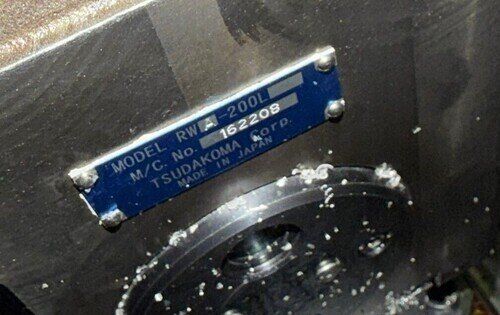 MODEL RWA-200L
M/C. No. 162208
TSUDAKOMA Corp.
MADE IN JAPAN